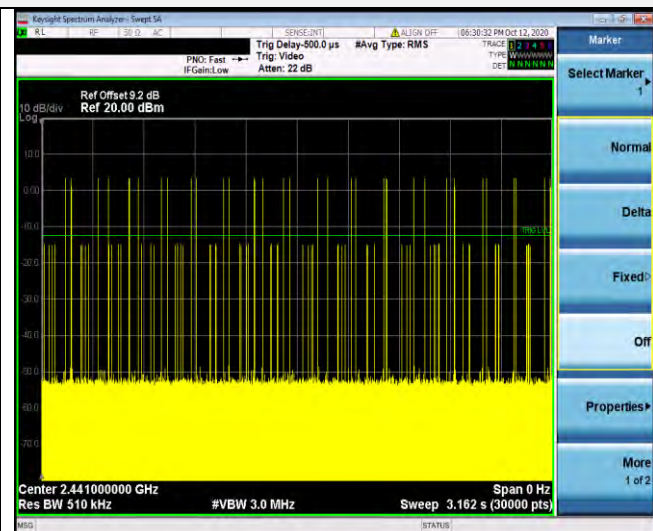 Keysight Spectrum Analyzer - Swept SA
RL RF 50 Ω AC SENSE:INT ALIGN OFF 06:30:32 PM Oct 12, 2020
Trig Delay-500.0 µs #Avg Type: RMS TRACE 1 2 3 4 5 6
PNO: Fast Trig: Video TYPE WWWWWW
IFGain:Low Atten: 22 dB DET N N N N N N
Ref Offset 9.2 dB
10 dB/div Ref 20.00 dBm
Log
10.0
0.00
-10.0
TRIG LVL
-20.0
-30.0
-40.0
-50.0
-60.0
-70.0
Center 2.441000000 GHz Span 0 Hz
Res BW 510 kHz #VBW 3.0 MHz Sweep 3.162 s (30000 pts)
MSG STATUS
Marker
Select Marker
1
Normal
Delta
Fixed
Off
Properties
More
1 of 2